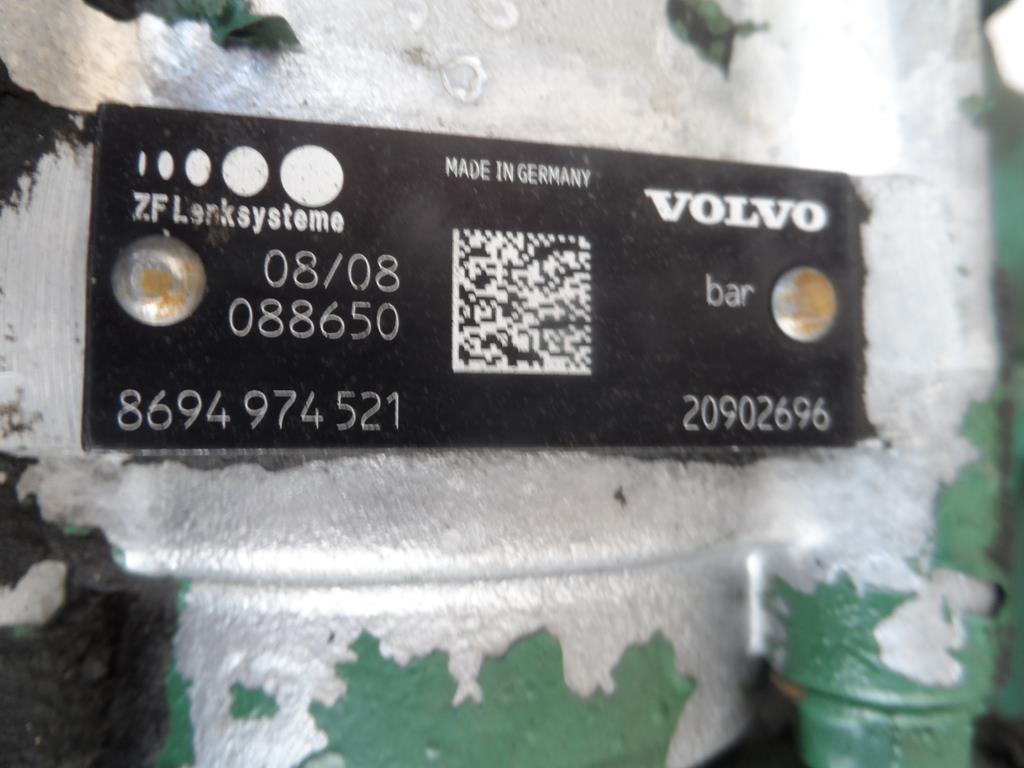 MADE IN GERMANY
ZF Lenksysteme
VOLVO
08/08
bar
088650
8694 974 521
20902696